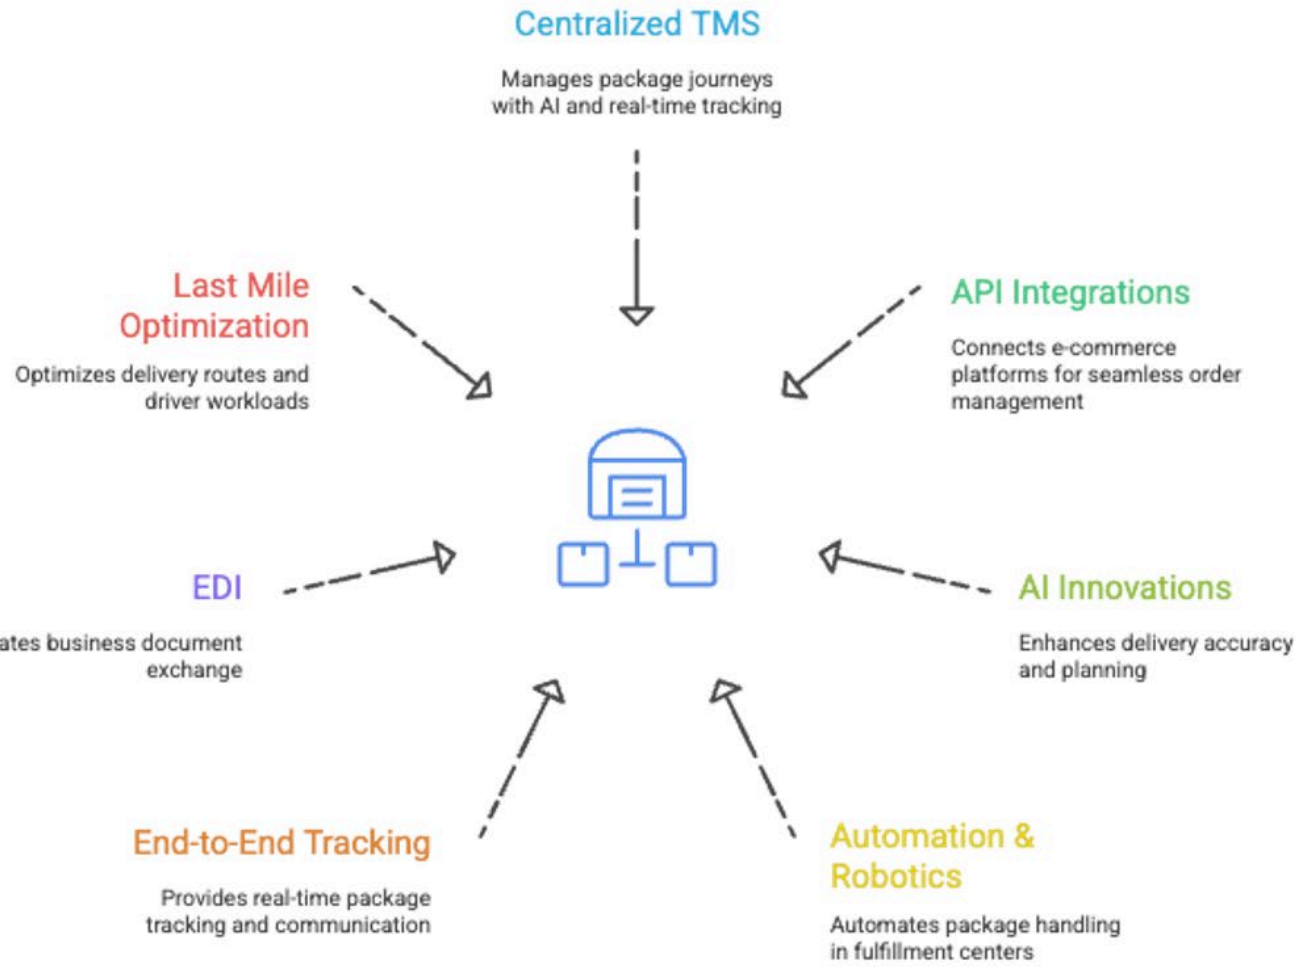 Centralized TMS
Manages package journeys
with AI and real-time tracking
Last Mile
Optimization
Optimizes delivery routes and
driver workloads
API Integrations
Connects e-commerce
platforms for seamless order
management
EDI
business document
exchange
AI Innovations
Enhances delivery accuracy
and planning
End-to-End Tracking
Provides real-time package
tracking and communication
Automation &
Robotics
Automates package handling
in fulfillment centers